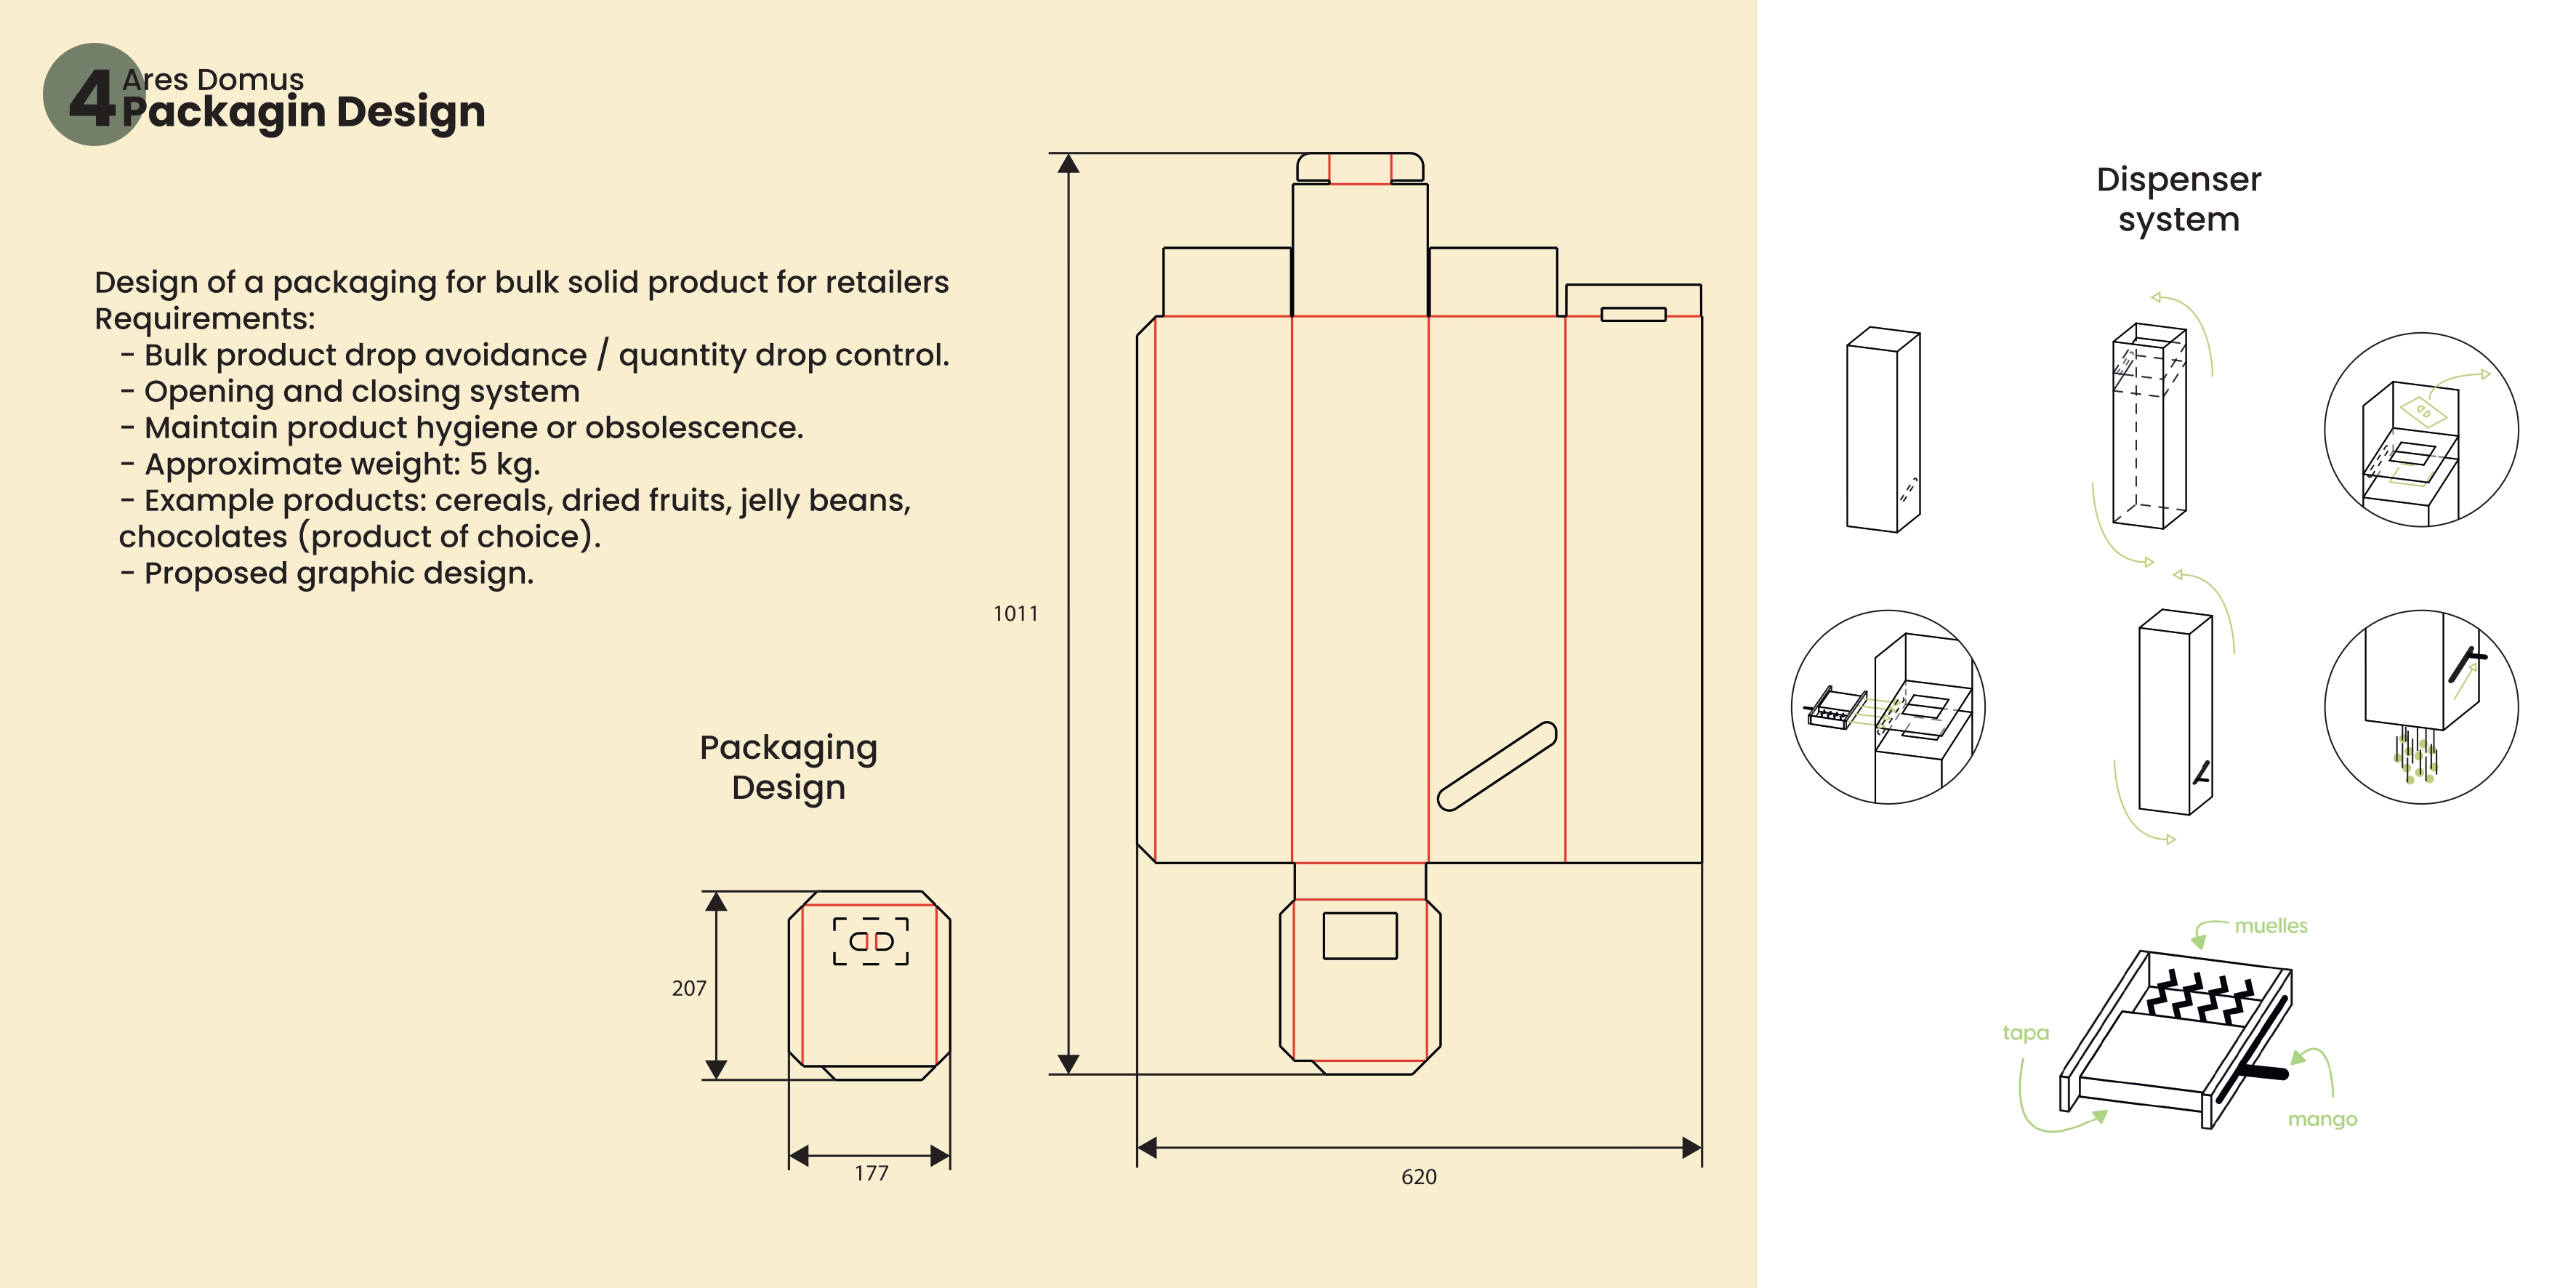 4
Ares Domus
Packagin Design
Design of a packaging for bulk solid product for retailers
Requirements:
- Bulk product drop avoidance / quantity drop control.
- Opening and closing system
- Maintain product hygiene or obsolescence.
- Approximate weight: 5 kg.
- Example products: cereals, dried fruits, jelly beans,
chocolates (product of choice).
- Proposed graphic design.
Packaging
Design
207
177
1011
620
Dispenser
system
muelles
tapa
mango